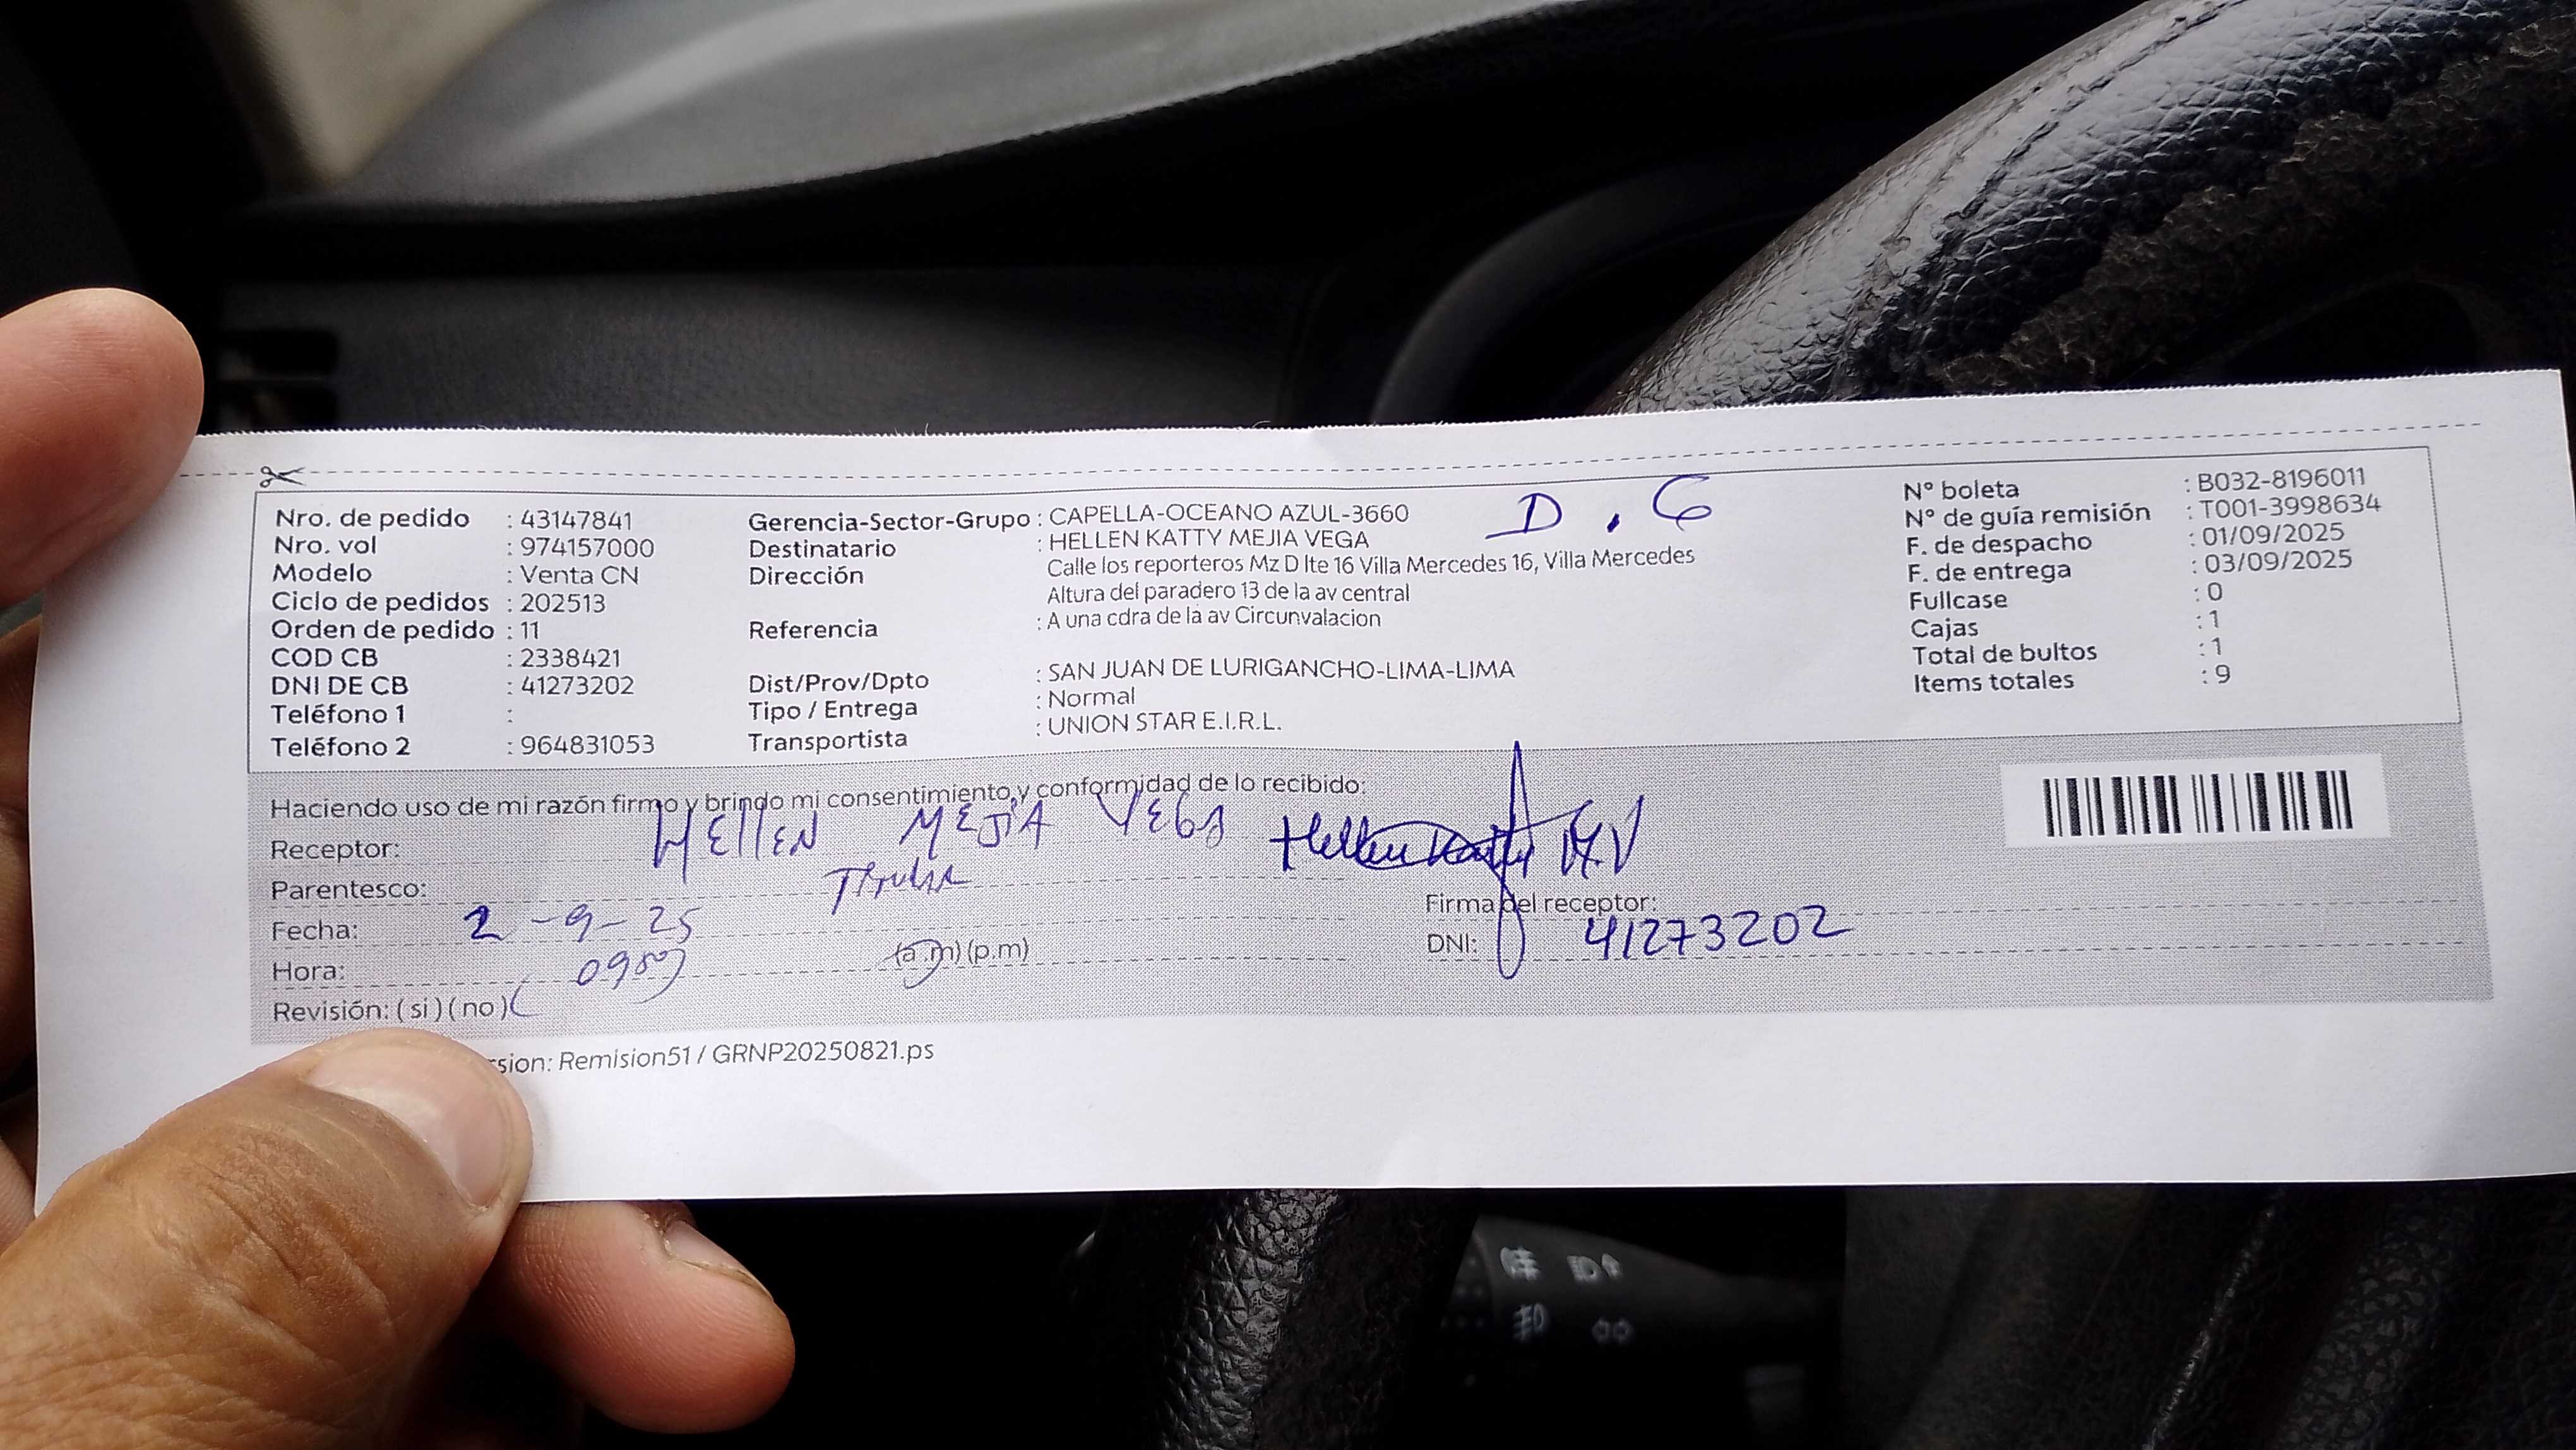 Nro. de pedido : 43147841
Nro. vol : 974157000
Modelo : Venta CN
Ciclo de pedidos : 202513
Orden de pedido : 11
COD CB : 2338421
DNI DE CB : 41273202
Teléfono 1 :
Teléfono 2 : 964831053
Gerencia-Sector-Grupo : CAPELLA-OCEANO AZUL-3660
Destinatario : HELLEN KATTY MEJIA VEGA
Dirección Calle los reporteros Mz D lte 16 Villa Mercedes 16, Villa Mercedes
Altura del paradero 13 de la av central
Referencia : A una cdra de la av Circunvalacion
Dist/Prov/Dpto : SAN JUAN DE LURIGANCHO-LIMA-LIMA
Tipo / Entrega : Normal
Transportista : UNION STAR E.I.R.L.
N° boleta : B032-8196011
N° de guía remisión : T001-3998634
F. de despacho : 01/09/2025
F. de entrega : 03/09/2025
Fullcase : 0
Cajas : 1
Total de bultos : 1
Items totales : 9
Haciendo uso de mi razón firmo y brindo mi consentimiento y conformidad de lo recibido:
Receptor: HEllEN MEJIA VEGA
Parentesco: Titular
Fecha: 2-9-25
Hora: (a.m) (p.m)
Revisión: ( si ) ( no )
Hellen Katty MV
Firma del receptor:
DNI: 41273202
sion: Remision51 / GRNP20250821.ps